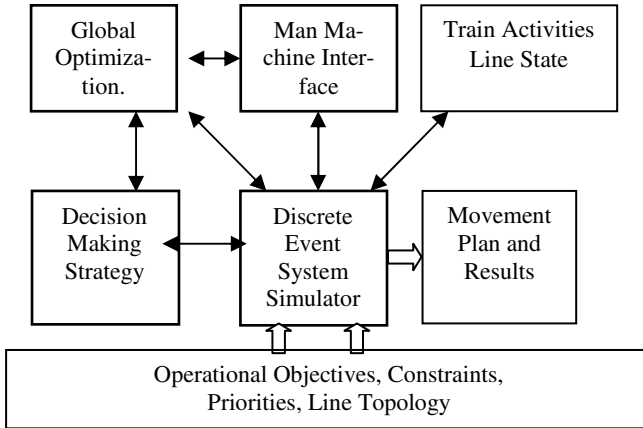 Global
Optimiza-
tion.
Man Ma-
chine Inter-
face
Train Activities
Line State
Decision
Making
Strategy
Discrete
Event
System
Simulator
Movement
Plan and
Results
Operational Objectives, Constraints,
Priorities, Line Topology